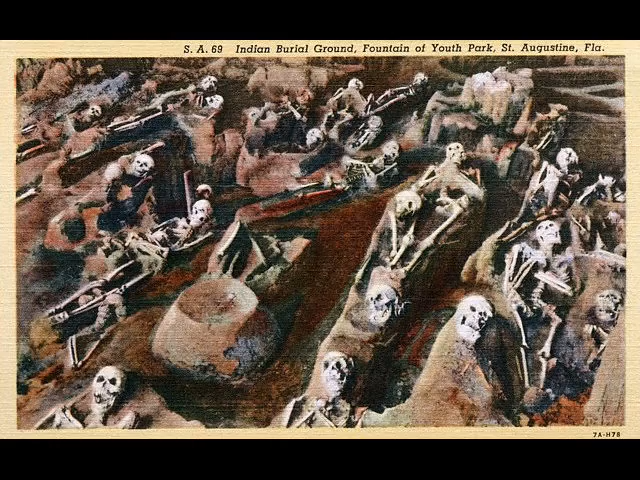 S. A. 69 Indian Burial Ground, Fountain of Youth Park, St. Augustine, Fla.
7A-H78